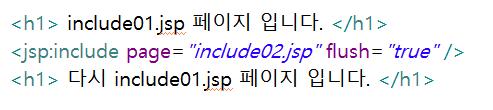 <h1> include01.jsp 페이지 입니다. </h1>
<jsp:include page="include02.jsp" flush="true" />
<h1> 다시 include01.jsp 페이지 입니다. </h1>